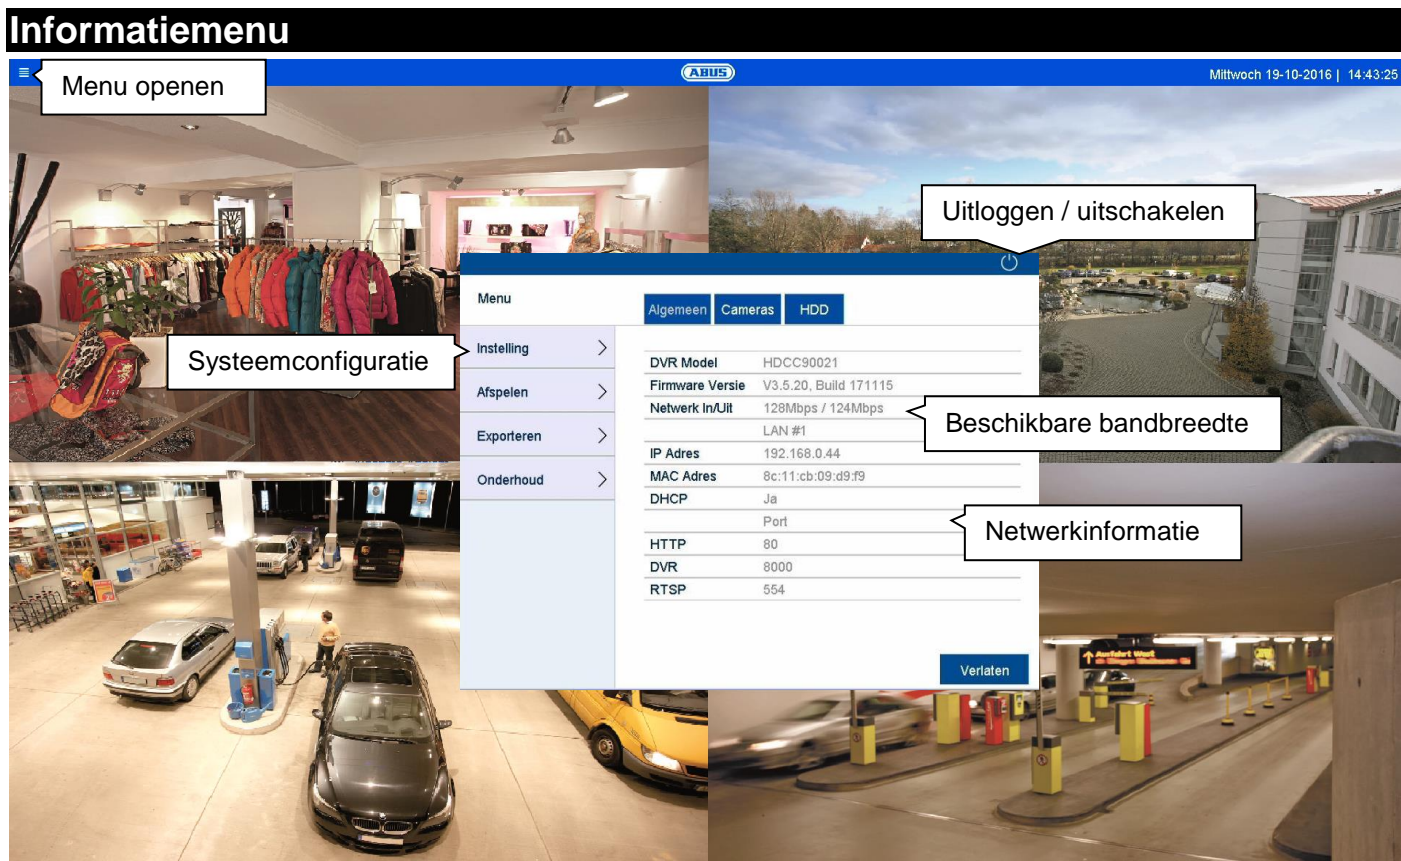 Informatiemenu
Menu openen
ABUS
Mittwoch 19-10-2016 | 14:43:25
Uitloggen / uitschakelen
Menu
Algemeen Cameras HDD
Systeemconfiguratie
Instelling
Afspelen
Exporteren
Onderhoud
DVR Model HDCC90021
Firmware Versie V3.5.20, Build 171115
Netwerk In/Uit 128Mbps / 124Mbps
LAN #1
IP Adres 192.168.0.44
MAC Adres 8c:11:cb:09:d9:f9
DHCP Ja
Port
HTTP 80
DVR 8000
RTSP 554
Beschikbare bandbreedte
Netwerkinformatie
Verlaten
Ausfahrt West